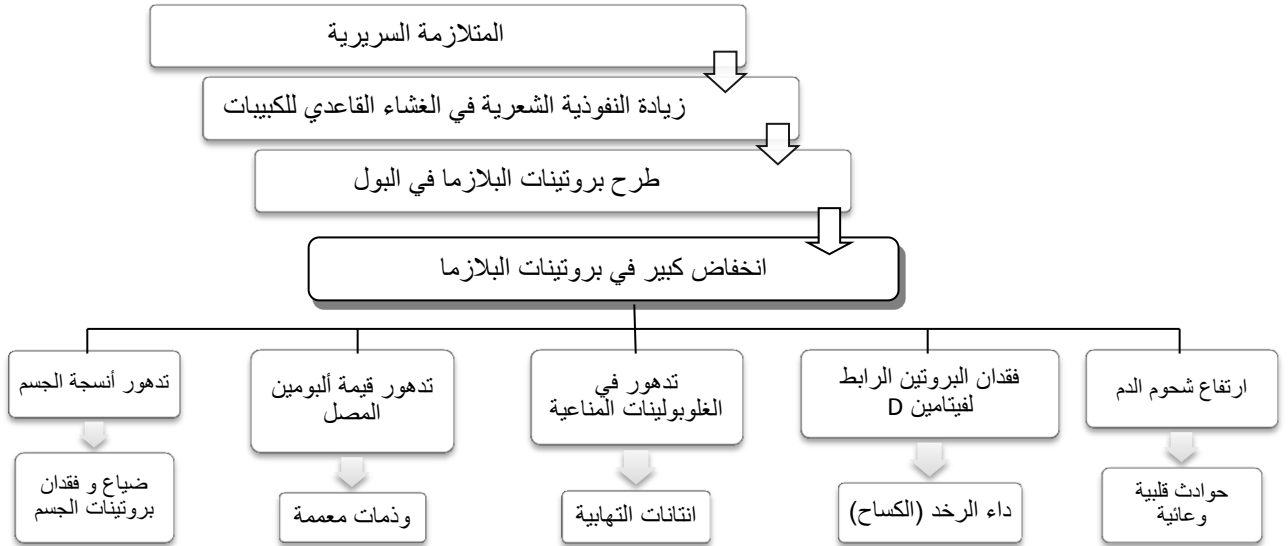 المتلازمة السريرية
زيادة النفوذية الشعرية في الغشاء القاعدي للكبيبات
طرح بروتينات البلازما في البول
انخفاض كبير في بروتينات البلازما
ارتفاع شحوم الدم
حوادث قلبية
وعائية
فقدان البروتين الرابط
لفيتامين D
داء الرخد (الكساح)
تدهور في
الغلوبولينات المناعية
انتانات التهابية
تدهور قيمة ألبومين
المصل
وذمات معممة
تدهور أنسجة الجسم
ضياع و فقدان
بروتينات الجسم